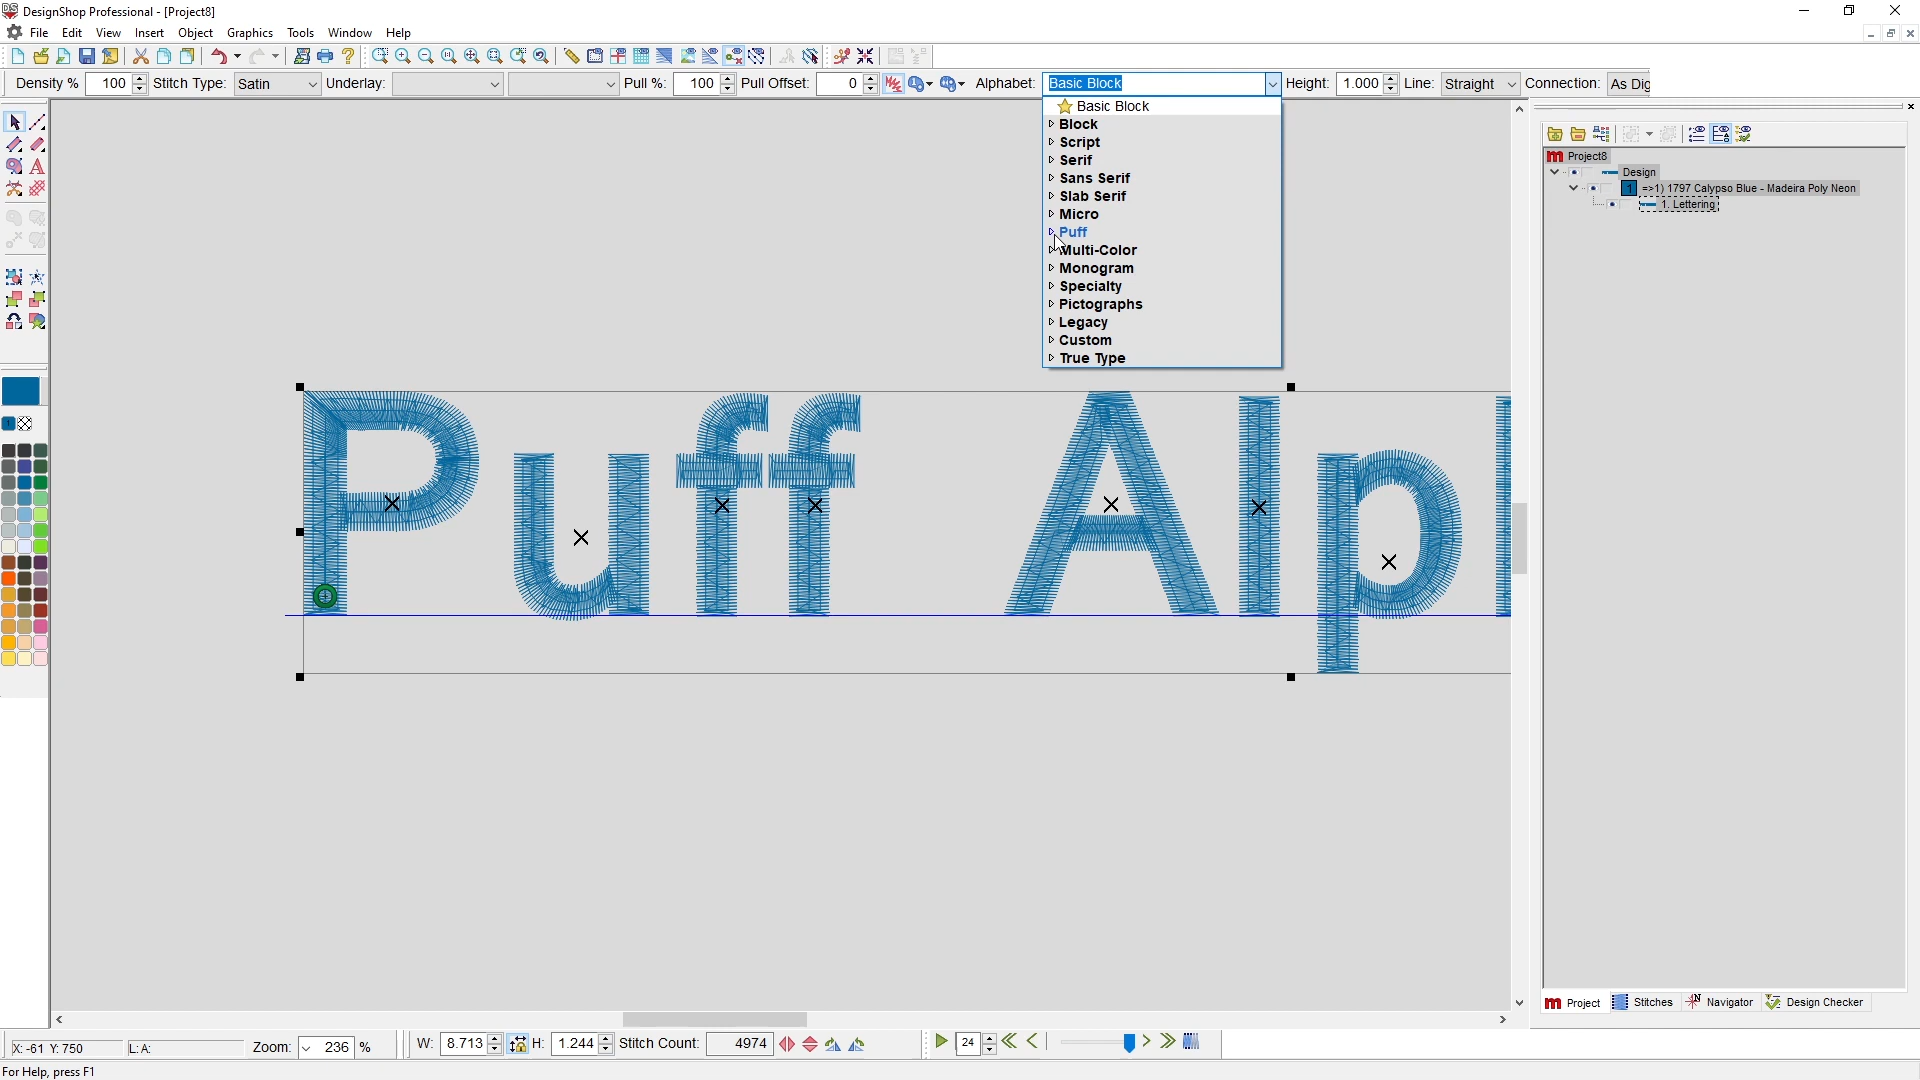 DesignShop Professional - [Project8]
File Edit View Insert Object Graphics Tools Window Help
Density % 100 Stitch Type: Satin Underlay: Pull %: 100 Pull Offset: 0 Alphabet: Basic Block Height: 1.000 Line: Straight Connection: As Dig
Basic Block
Block
Script
Serif
Sans Serif
Slab Serif
Micro
Puff
Multi-Color
Monogram
Specialty
Pictographs
Legacy
Custom
True Type
Project8
Design
1 =>1) 1797 Calypso Blue - Madeira Poly Neon
1. Lettering
Puff Alp
1
Project Stitches Navigator Design Checker
X: -61 Y: 750 L: A: Zoom: 236 % W: 8.713 H: 1.244 Stitch Count: 4974 24
For Help, press F1